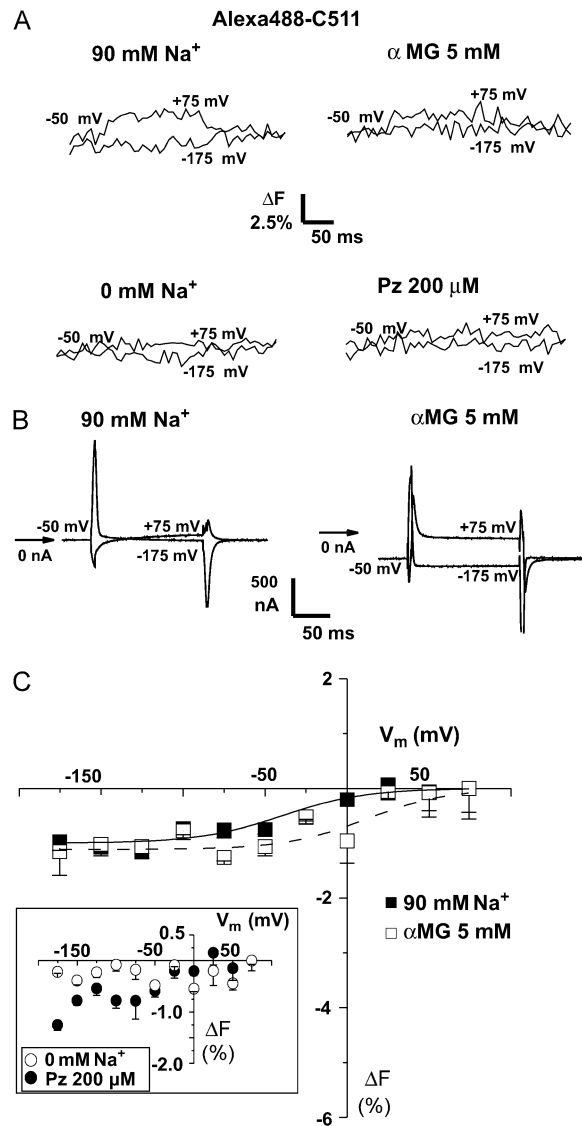 A
Alexa488-C511
90 mM Na+
α MG 5 mM
-50 mV
+75 mV
-175 mV
-50 mV
+75 mV
-175 mV
ΔF
2.5%
50 ms
0 mM Na+
Pz 200 μM
-50 mV
+75 mV
-175 mV
-50 mV
+75 mV
-175 mV
B
90 mM Na+
αMG 5 mM
-50 mV
+75 mV
0 nA
-175 mV
+75 mV
0 nA
-50 mV
-175 mV
500
nA
50 ms
C
2
Vm (mV)
-150
-50
50
-2
-4
-6
90 mM Na+
αMG 5 mM
ΔF
(%)
0.5
Vm (mV)
-150
-50
50
-1.0
-2.0
ΔF
(%)
0 mM Na+
Pz 200 μM